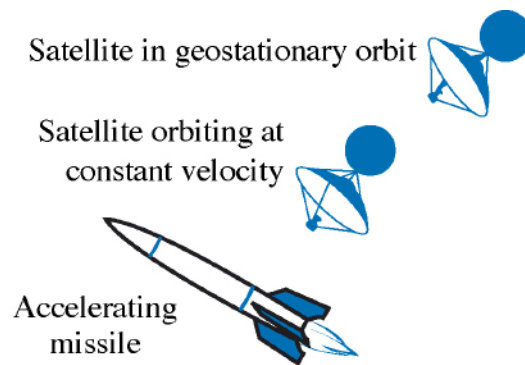 Satellite in geostationary orbit
Satellite orbiting at
constant velocity
Accelerating
missile